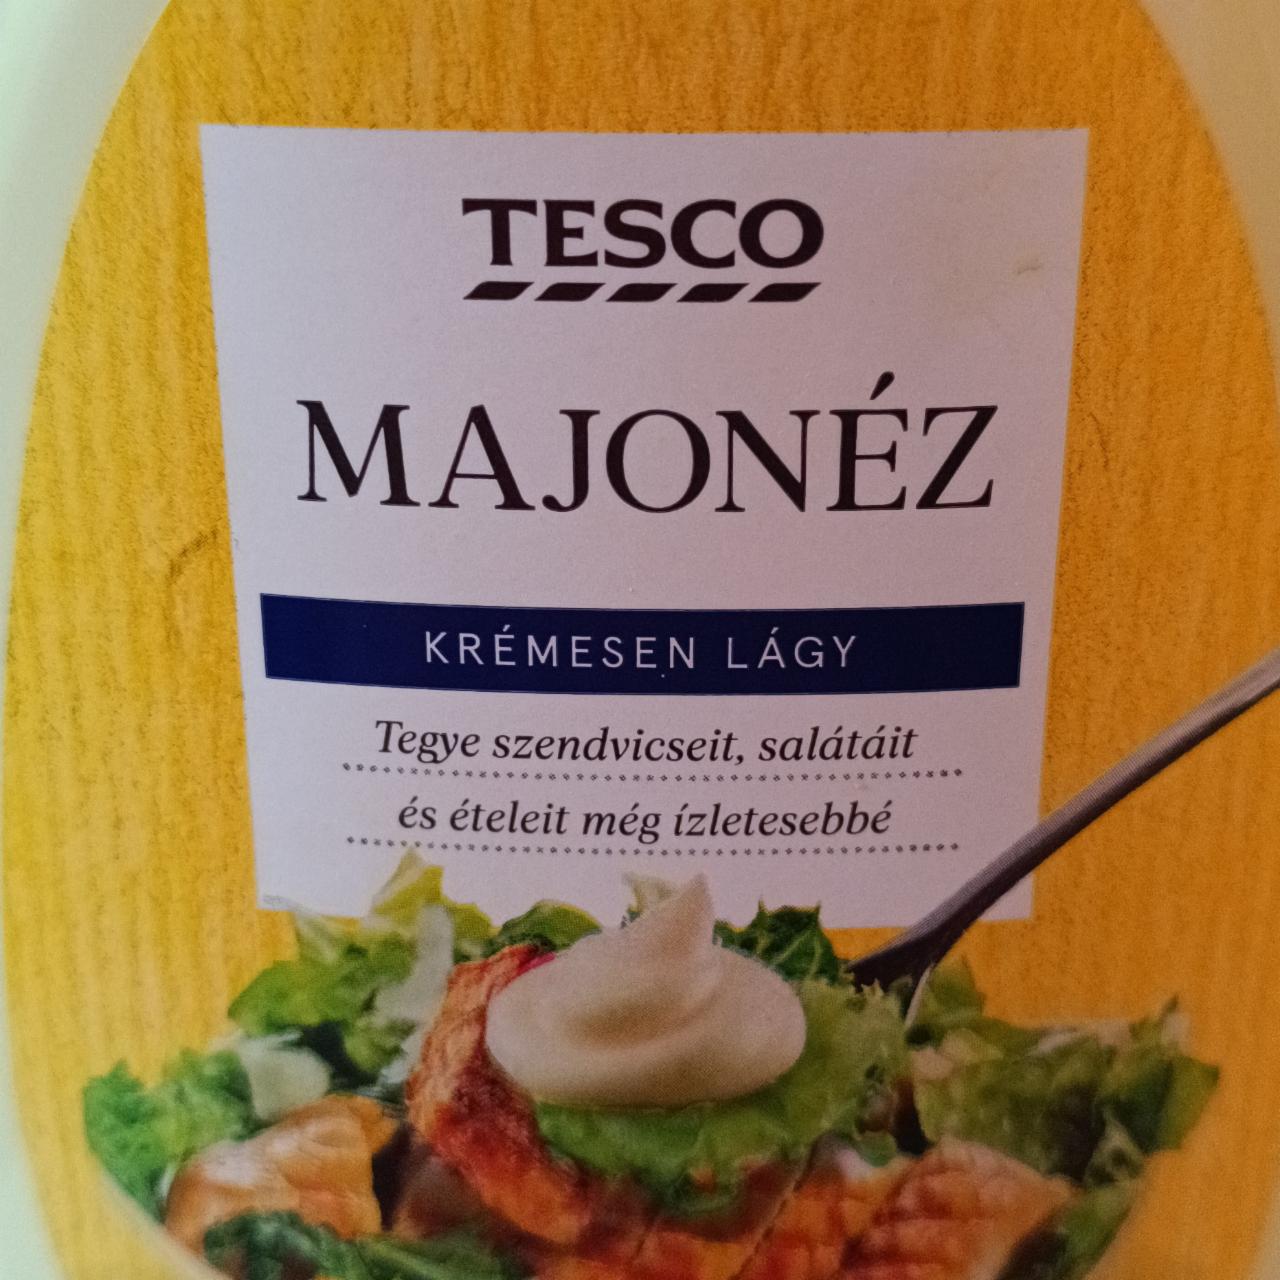 TESCO
MAJONÉZ
KRÉMESEN LÁGY
Tegye szendvicseit, salátáit
és ételeit még ízletesebbé